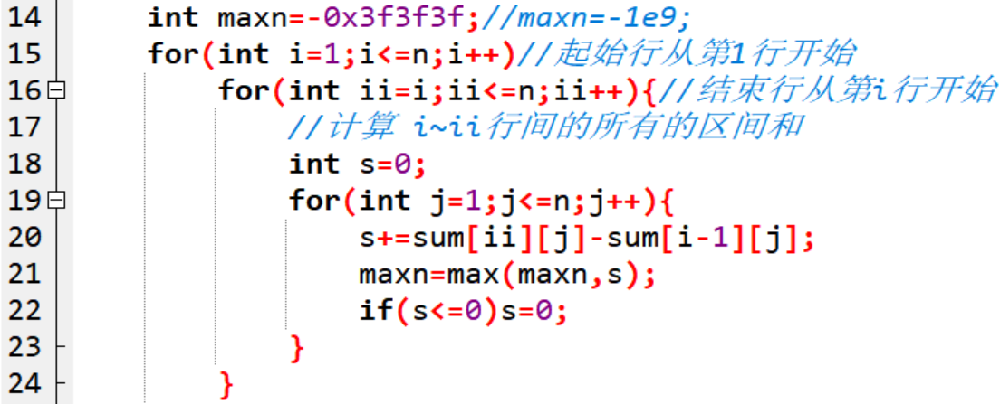 14 int maxn=-0x3f3f3f;//maxn=-1e9;
15 for(int i=1;i<=n;i++)//起始行从第1行开始
16 for(int ii=i;ii<=n;ii++){//结束行从第i行开始
17 //计算 i~ii行间的所有的区间和
18 int s=0;
19 for(int j=1;j<=n;j++){
20 s+=sum[ii][j]-sum[i-1][j];
21 maxn=max(maxn,s);
22 if(s<=0)s=0;
23 }
24 }